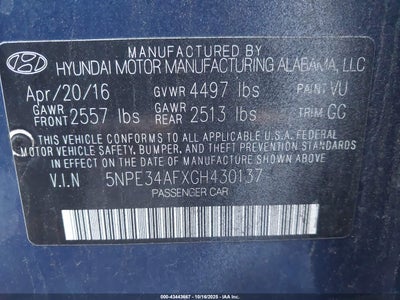 MANUFACTURED BY
HYUNDAI MOTOR MANUFACTURING ALABAMA, LLC
Apr/20/16 GVWR 4497 lbs PAINT VU
GAWR FRONT 2557 lbs GAWR REAR 2513 lbs TRIM GC
THIS VEHICLE CONFORMS TO ALL APPLICABLE U.S. FEDERAL
MOTOR VEHICLE SAFETY, BUMPER, AND THEFT PREVENTION STANDARDS
IN EFFECT ON THE DATE OF MANUFACTURE SHOWN ABOVE.
V.I.N 5NPE34AFXGH430137
PASSENGER CAR
000-43443667 - 10/16/2025 - IAA Collision